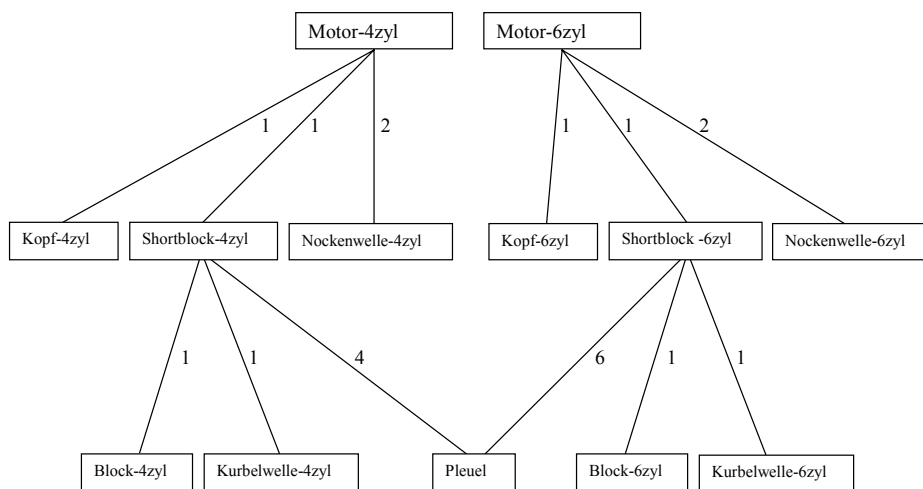 Motor-4zyl
Motor-6zyl
1
1
2
1
1
2
Kopf-4zyl
Shortblock-4zyl
Nockenwelle-4zyl
Kopf-6zyl
Shortblock -6zyl
Nockenwelle-6zyl
1
1
4
6
1
1
Block-4zyl
Kurbelwelle-4zyl
Pleuel
Block-6zyl
Kurbelwelle-6zyl